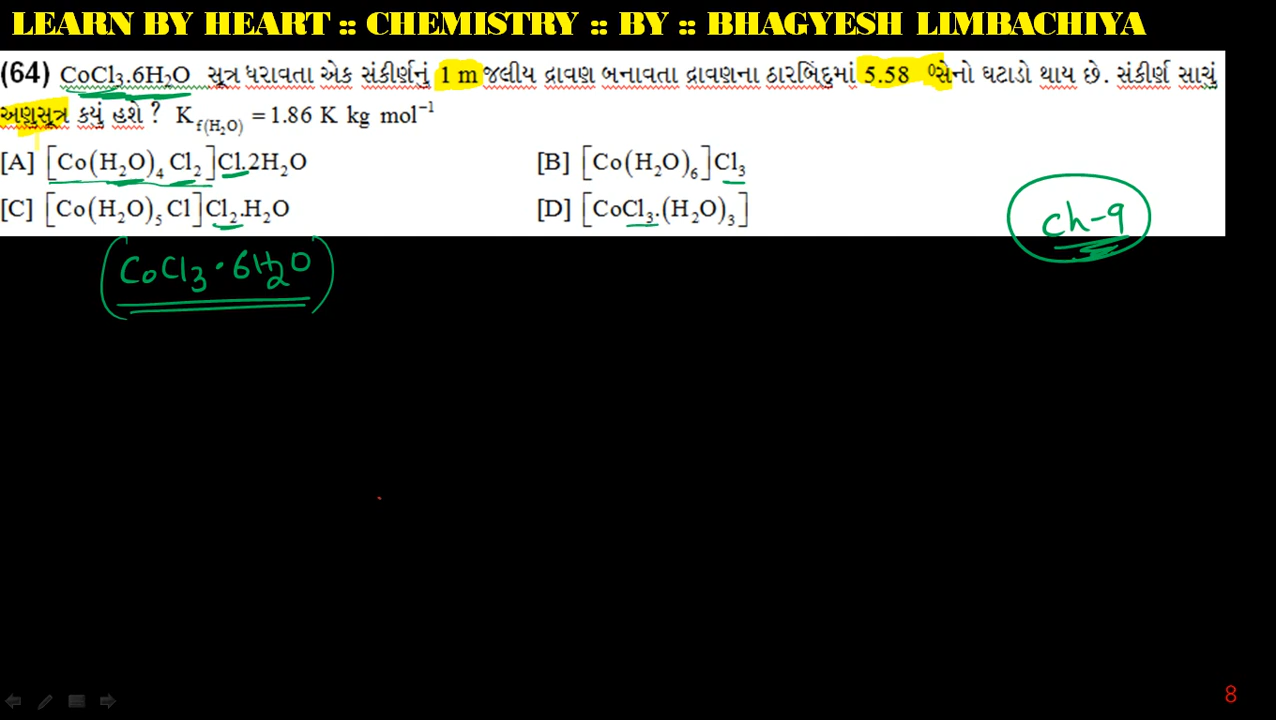 LEARN BY HEART :: CHEMISTRY :: BY :: BHAGYESH LIMBACHIYA
(64) CoCl₃.6H₂O સૂત્ર ધરાવતા એક સંકીર્ણનું 1 m જલીય દ્રાવણ બનાવતા દ્રાવણના ઠારબિંદુમાં 5.58 ⁰સેનો ઘટાડો થાય છે. સંકીર્ણ સાચું
અણુસૂત્ર કયું હશે ? K f(H₂O) = 1.86 K kg mol⁻¹
[A] [Co(H₂O)₄Cl₂]Cl.2H₂O [B] [Co(H₂O)₆]Cl₃
[C] [Co(H₂O)₅Cl]Cl₂.H₂O [D] [CoCl₃.(H₂O)₃]
ch-9
(CoCl₃·6H₂O)
8